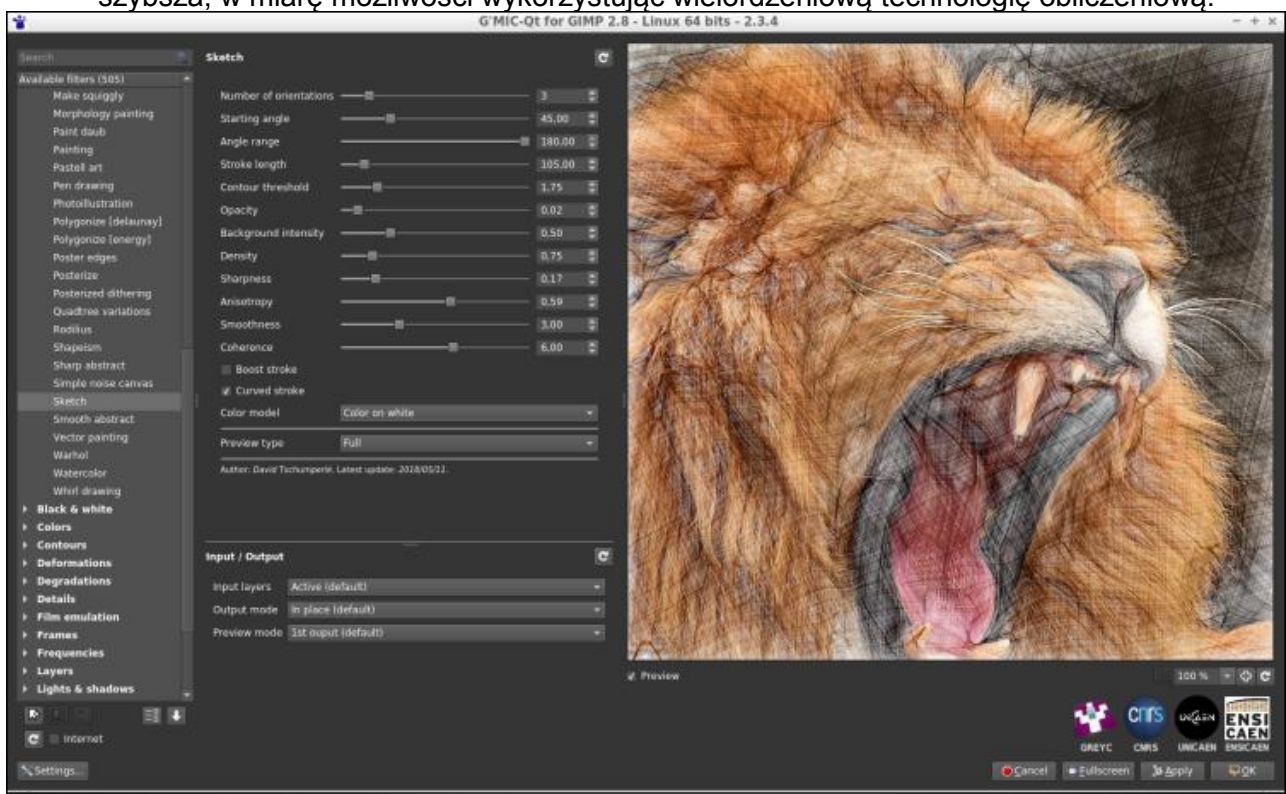 szybsza, w miarę możliwości wykorzystując wielordzeniową technologię obliczeniową.
G'MIC-Qt for GIMP 2.8 - Linux 64 bits - 2.3.4
Search
Available filters (505)
Make squiggly
Morphology painting
Paint daub
Painting
Pastell art
Pen drawing
Photoillustration
Polygonize [delaunay]
Polygonize [energy]
Poster edges
Posterize
Posterized dithering
Quadtree variations
Rodilius
Shapeism
Sharp abstract
Simple noise canvas
Sketch
Smooth abstract
Vector painting
Warhol
Watercolor
Whirl drawing
Black & white
Colors
Contours
Deformations
Degradations
Details
Film emulation
Frames
Frequencies
Layers
Lights & shadows
Internet
Settings...
Sketch
Number of orientations 3
Starting angle 45,00
Angle range 180,00
Stroke length 105,00
Contour threshold 1,75
Opacity 0,02
Background intensity 0,50
Density 0,75
Sharpness 0,17
Anisotropy 0,59
Smoothness 3,00
Coherence 6,00
Boost stroke
Curved stroke
Color model Color on white
Preview type Full
Author: David Tschumperlé. Latest update: 2018/05/11.
Input / Output
Input layers Active (default)
Output mode In place (default)
Preview mode 1st ouput (default)
Preview
100 %
CNRS UNICAEN ENSI
CAEN
GREYC CNRS UNICAEN ENSICAEN
Cancel Fullscreen Apply OK